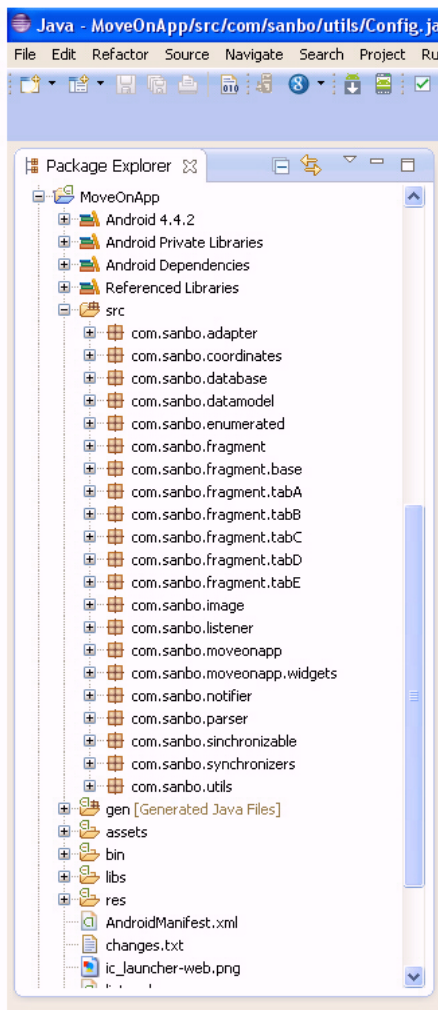 Java - MoveOnApp/src/com/sanbo/utils/Config.ja
File Edit Refactor Source Navigate Search Project Ru
Package Explorer
MoveOnApp
Android 4.4.2
Android Private Libraries
Android Dependencies
Referenced Libraries
src
com.sanbo.adapter
com.sanbo.coordinates
com.sanbo.database
com.sanbo.datamodel
com.sanbo.enumerated
com.sanbo.fragment
com.sanbo.fragment.base
com.sanbo.fragment.tabA
com.sanbo.fragment.tabB
com.sanbo.fragment.tabC
com.sanbo.fragment.tabD
com.sanbo.fragment.tabE
com.sanbo.image
com.sanbo.listener
com.sanbo.moveonapp
com.sanbo.moveonapp.widgets
com.sanbo.notifier
com.sanbo.parser
com.sanbo.sinchronizable
com.sanbo.synchronizers
com.sanbo.utils
gen [Generated Java Files]
assets
bin
libs
res
AndroidManifest.xml
changes.txt
ic_launcher-web.png